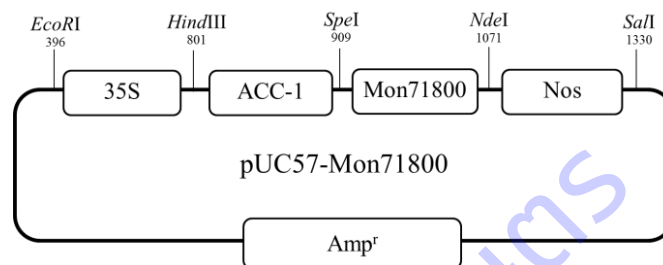 EcoRI HindIII SpeI NdeI SalI
396 801 909 1071 1330
35S ACC-1 Mon71800 Nos
pUC57-Mon71800
Ampʳ